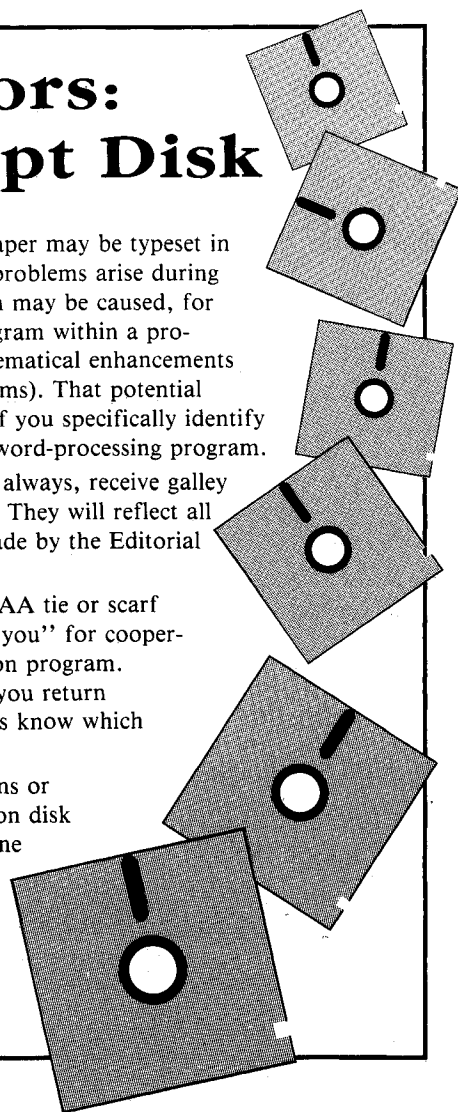 ors:
pt Disk
aper may be typeset in
problems arise during
n may be caused, for
gram within a pro-
ematical enhancements
ms). That potential
f you specifically identify
word-processing program.
always, receive galley
They will reflect all
ade by the Editorial
AA tie or scarf
you" for cooper-
on program.
you return
s know which
ns or
on disk
ne